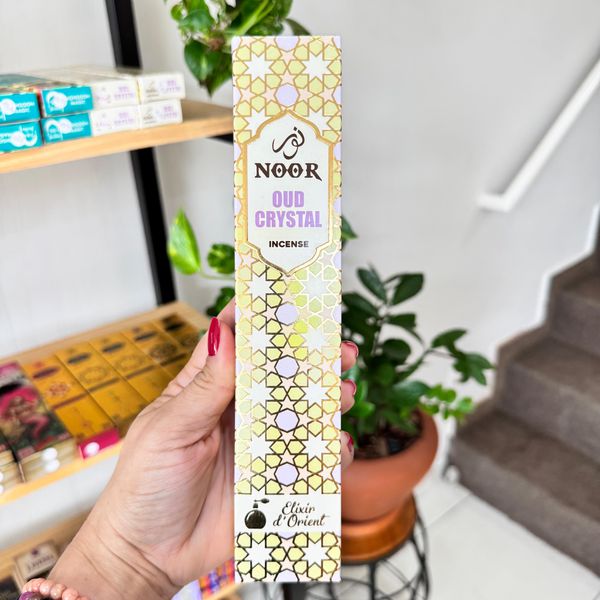 نور
NOOR
OUD
CRYSTAL
INCENSE
Elixir
d'Orient